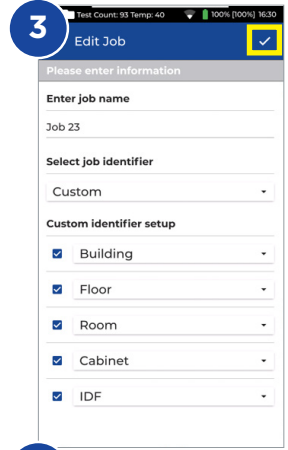 3
Test Count: 93 Temp: 40 100% [100%] 16:30
Edit Job
Please enter information
Enter job name
Job 23
Select job identifier
Custom
Custom identifier setup
Building
Floor
Room
Cabinet
IDF